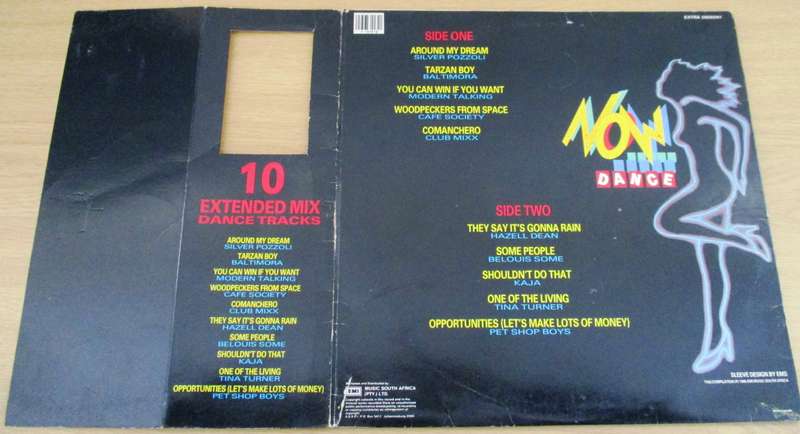 10
EXTENDED MIX
DANCE TRACKS
AROUND MY DREAM
SILVER POZZOLI
TARZAN BOY
BALTIMORA
YOU CAN WIN IF YOU WANT
MODERN TALKING
WOODPECKERS FROM SPACE
CAFE SOCIETY
COMANCHERO
CLUB MIXX
THEY SAY IT'S GONNA RAIN
HAZELL DEAN
SOME PEOPLE
BELOUIS SOME
SHOULDN'T DO THAT
KAJA
ONE OF THE LIVING
TINA TURNER
OPPORTUNITIES (LET'S MAKE LOTS OF MONEY)
PET SHOP BOYS
SIDE ONE
AROUND MY DREAM
SILVER POZZOLI
TARZAN BOY
BALTIMORA
YOU CAN WIN IF YOU WANT
MODERN TALKING
WOODPECKERS FROM SPACE
CAFE SOCIETY
COMANCHERO
CLUB MIXX
NOW
DANCE
SIDE TWO
THEY SAY IT'S GONNA RAIN
HAZELL DEAN
SOME PEOPLE
BELOUIS SOME
SHOULDN'T DO THAT
KAJA
ONE OF THE LIVING
TINA TURNER
OPPORTUNITIES (LET'S MAKE LOTS OF MONEY)
PET SHOP BOYS
EMI
MUSIC SOUTH AFRICA
(PTY.) LTD.
SLEEVE DESIGN BY EMS